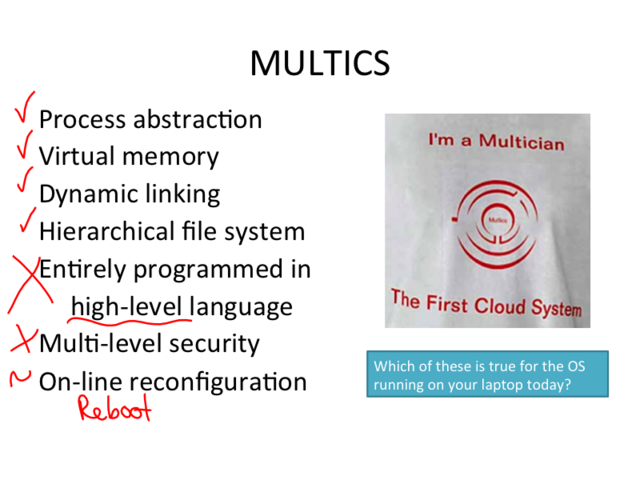 MULTICS
Process abstraction
Virtual memory
Dynamic linking
Hierarchical file system
Entirely programmed in
high-level language
Multi-level security
On-line reconfiguration
Reboot
I'm a Multician
Multics
The First Cloud System
Which of these is true for the OS
running on your laptop today?